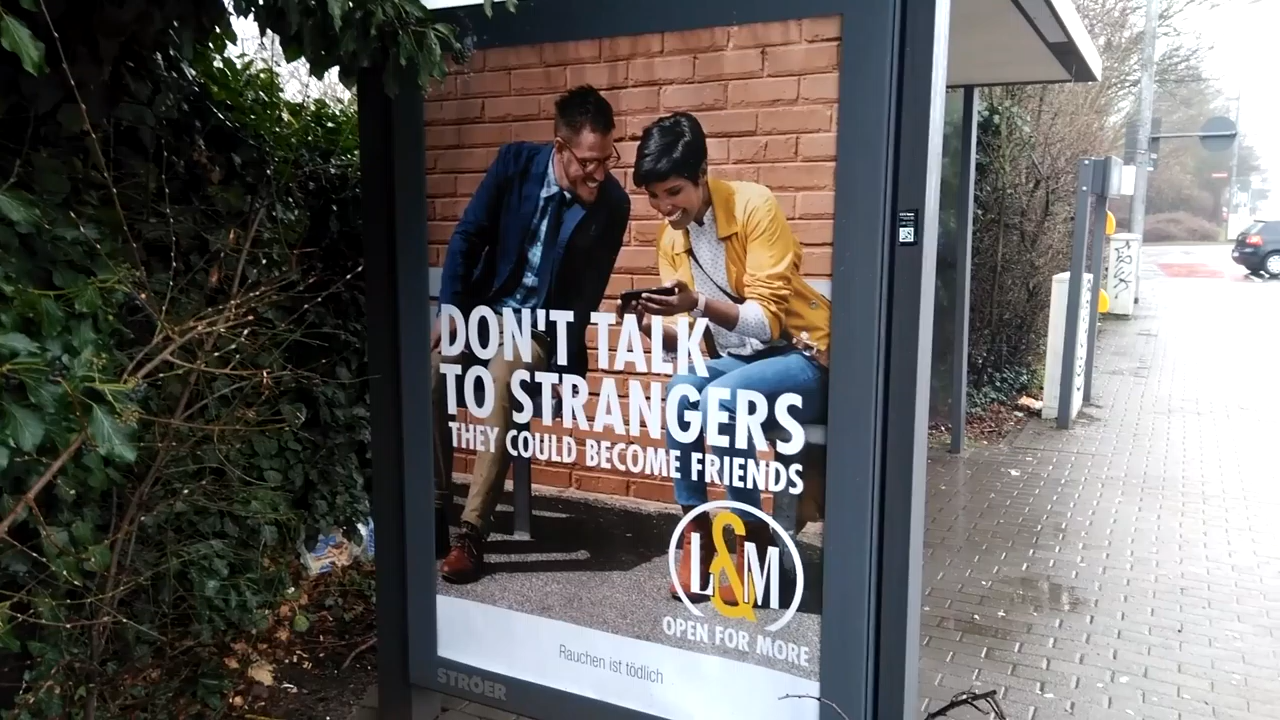 DON'T TALK
TO STRANGERS
THEY COULD BECOME FRIENDS
L&M
OPEN FOR MORE
Rauchen ist tödlich
STRÖER